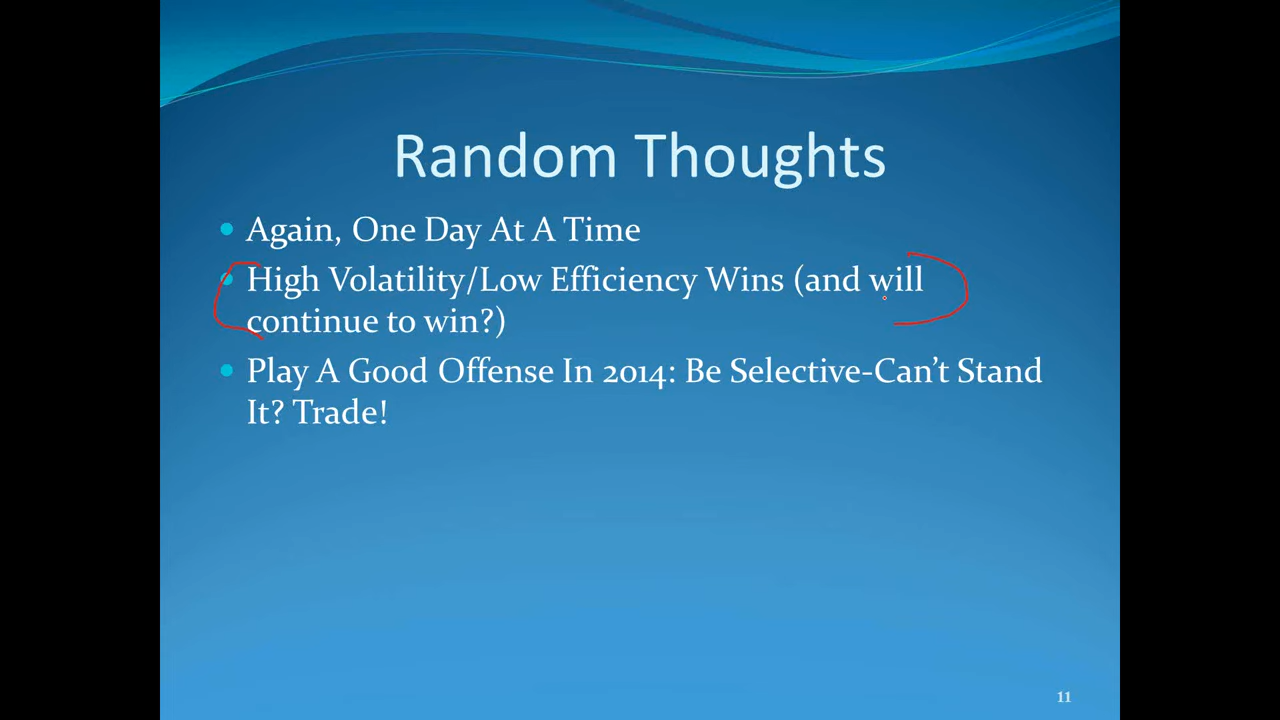 Random Thoughts
Again, One Day At A Time
High Volatility/Low Efficiency Wins (and will
continue to win?)
Play A Good Offense In 2014: Be Selective-Can’t Stand
It? Trade!
11